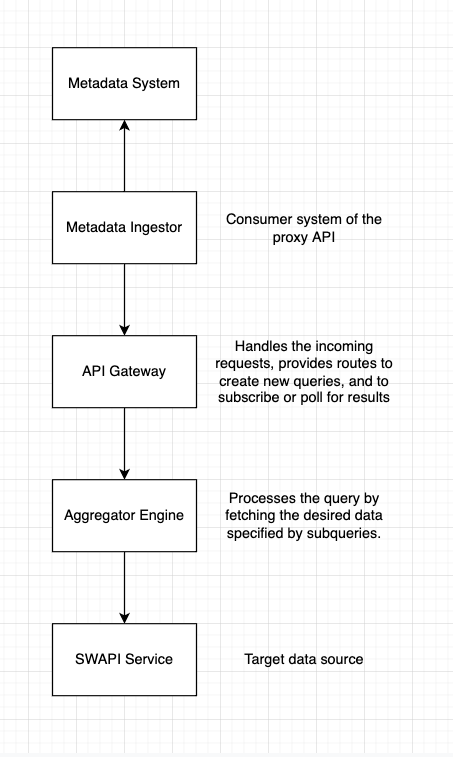 Metadata System
Metadata Ingestor
Consumer system of the
proxy API
API Gateway
Handles the incoming
requests, provides routes to
create new queries, and to
subscribe or poll for results
Aggregator Engine
Processes the query by
fetching the desired data
specified by subqueries.
SWAPI Service
Target data source